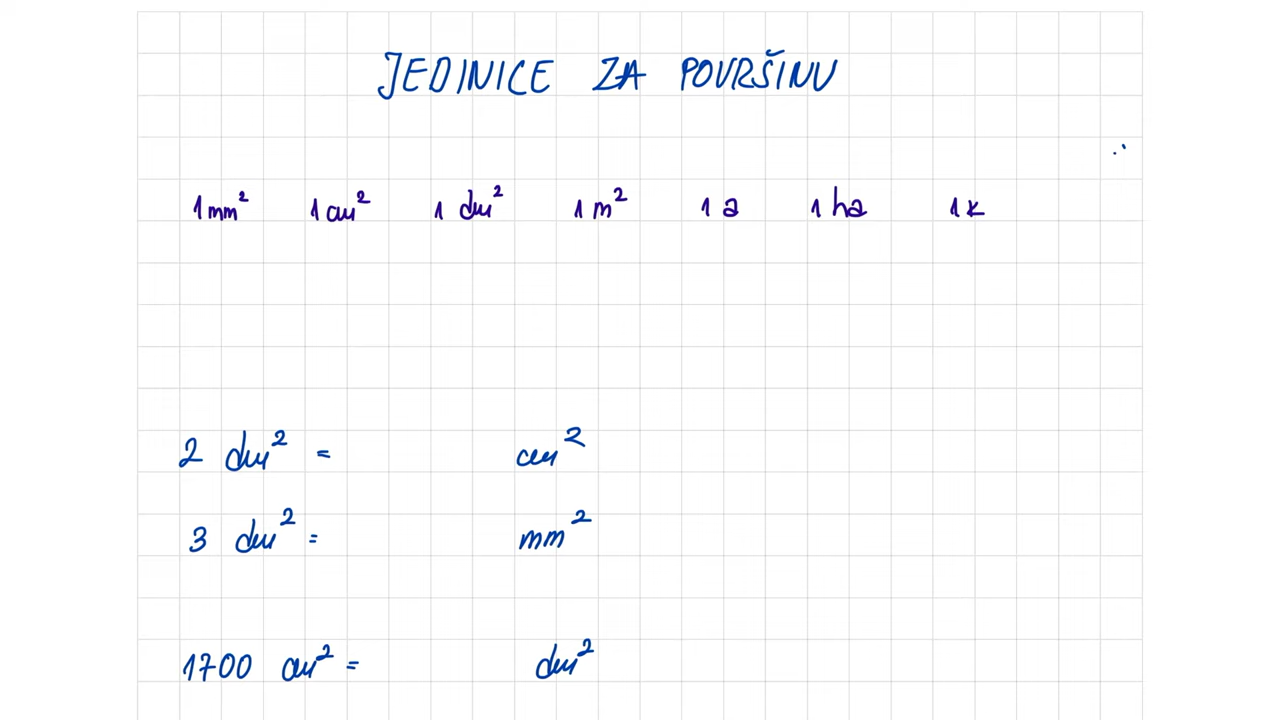 JEDINICE ZA POVRŠINU
1 mm² 1 cm² 1 dm² 1 m² 1 a 1 ha 1 k
2 dm² = cm²
3 dm² = mm²
1700 cm² = dm²